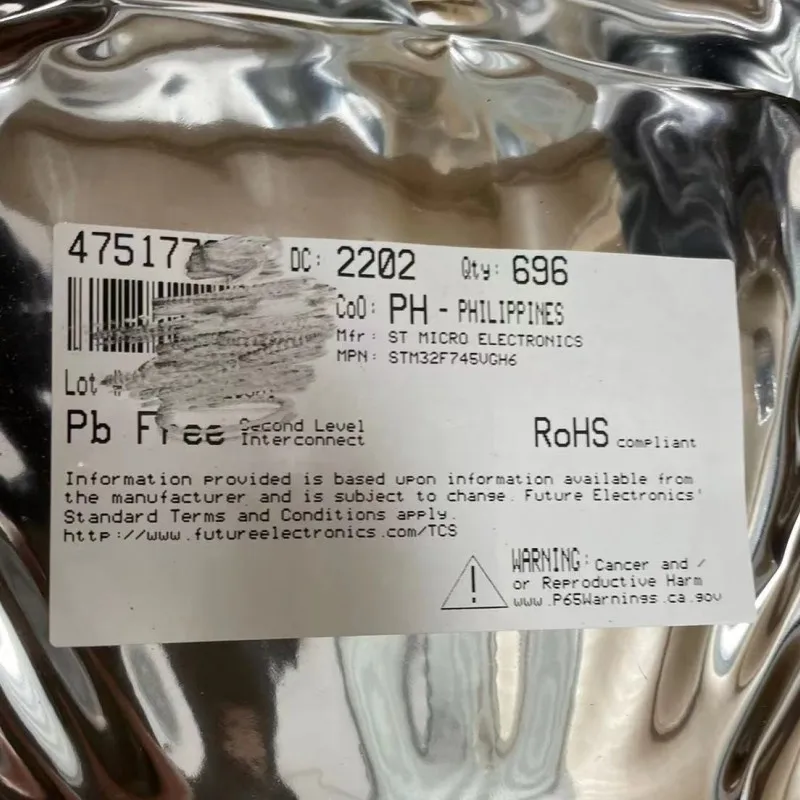 DC: 2202 Qty: 696
CoO: PH - PHILIPPINES
Mfr: ST MICRO ELECTRONICS
MPN: STM32F745VGH6
Lot
Pb Free Second Level
Interconnect
RoHS compliant
Information provided is based upon information available from
the manufacturer and is subject to change. Future Electronics'
Standard Terms and Conditions apply.
http://www.futureelectronics.com/TCS
WARNING: Cancer and /
or Reproductive Harm
www.P65Warnings.ca.gov